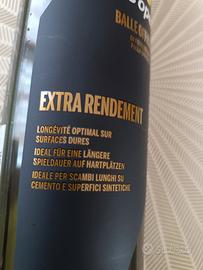 BALLE
EXTRA RENDEMENT
LONGÉVITÉ OPTIMAL SUR
SURFACES DURES
IDEAL FÜR EINE LÄNGERE
SPIELDAUER AUF HARTPLÄTZEN
IDEALE PER SCAMBI LUNGHI SU
CEMENTO E SUPERFICI SINTETICHE